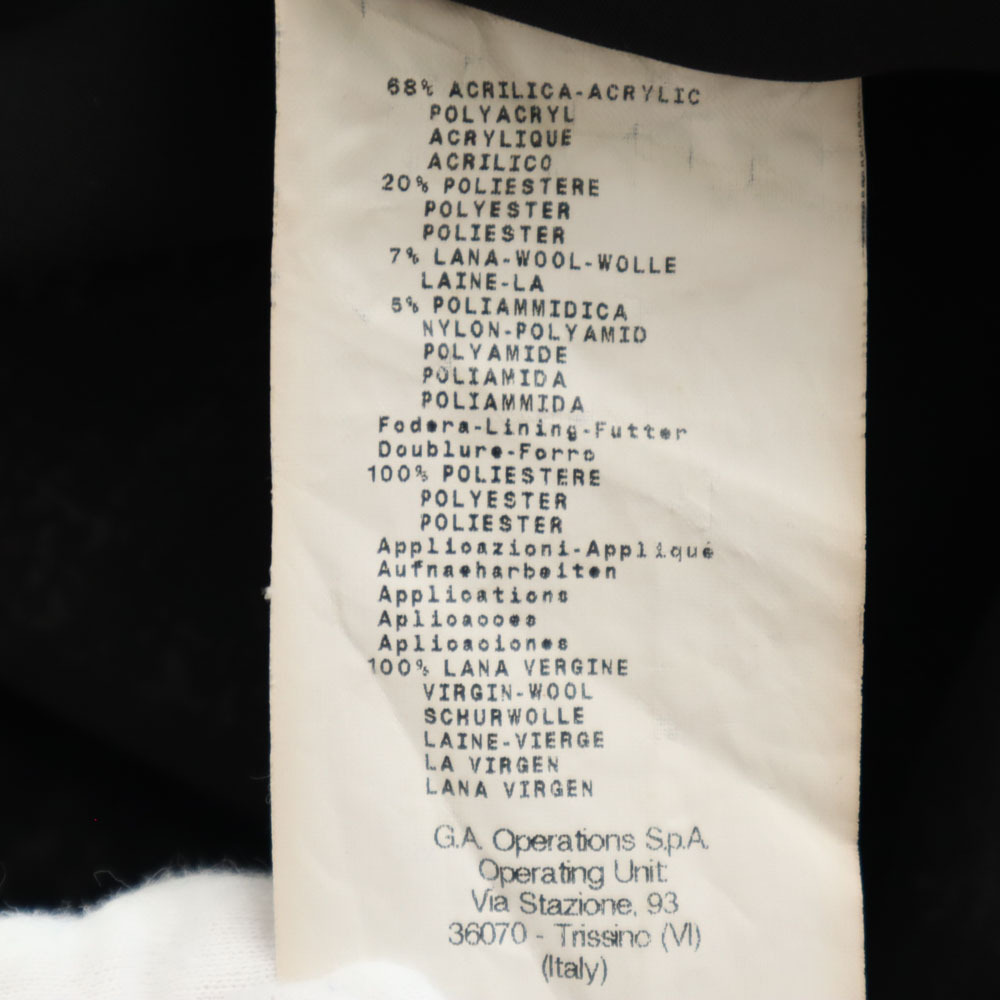 68% ACRILICA-ACRYLIC
POLYACRYL
ACRYLIQUE
ACRILICO
20% POLIESTERE
POLYESTER
POLIESTER
7% LANA-WOOL-WOLLE
LAINE-LA
5% POLIAMMIDICA
NYLON-POLYAMID
POLYAMIDE
POLIAMIDA
POLIAMMIDA
Fodera-Lining-Futter
Doublure-Forro
100% POLIESTERE
POLYESTER
POLIESTER
Applicazioni-Appliqué
Aufnaeharbeiten
Applications
Aplicacoes
Aplicaciones
100% LANA VERGINE
VIRGIN-WOOL
SCHURWOLLE
LAINE-VIERGE
LA VIRGEN
LANA VIRGEN
G.A. Operations S.p.A.
Operating Unit:
Via Stazione, 93
36070 - Trissino (VI)
(Italy)